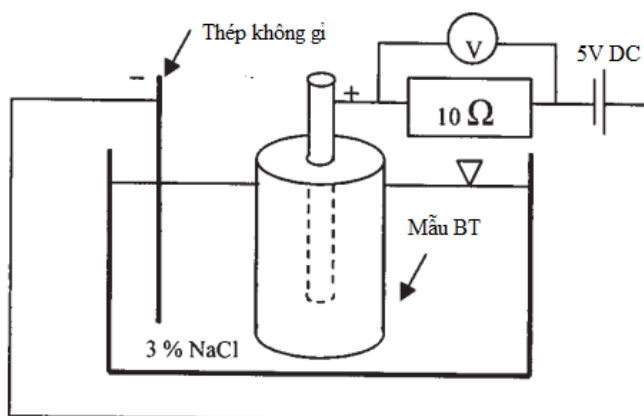 Thép không gỉ
−
+
V
5V DC
10 Ω
Mẫu BT
3 % NaCl